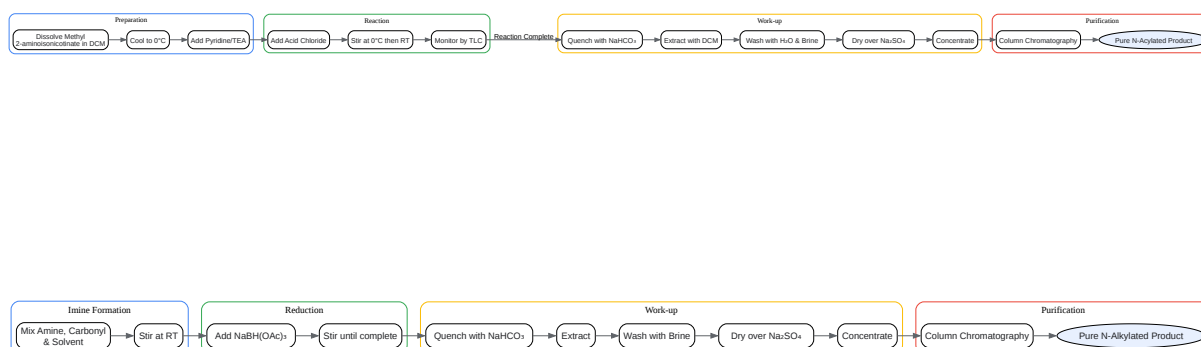 Preparation
Dissolve Methyl
2-aminoisonicotinate in DCM
Cool to 0°C
Add Pyridine/TEA
Reaction
Add Acid Chloride
Stir at 0°C then RT
Monitor by TLC
Reaction Complete
Work-up
Quench with NaHCO₃
Extract with DCM
Wash with H₂O & Brine
Dry over Na₂SO₄
Concentrate
Purification
Column Chromatography
Pure N-Acylated Product
Imine Formation
Mix Amine, Carbonyl
& Solvent
Stir at RT
Reduction
Add NaBH(OAc)₃
Stir until complete
Work-up
Quench with NaHCO₃
Extract
Wash with Brine
Dry over Na₂SO₄
Concentrate
Purification
Column Chromatography
Pure N-Alkylated Product